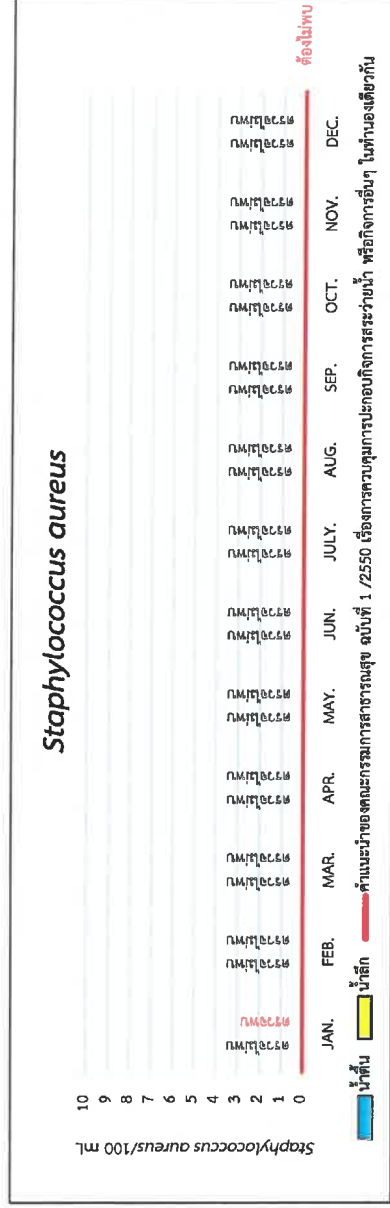 Staphylococcus aureus
Staphylococcus aureus/100 mL
10
9
8
7
6
5
4
3
2
1
0
ตรวจไม่พบ ตรวจพบ
ตรวจไม่พบ ตรวจไม่พบ
ตรวจไม่พบ ตรวจไม่พบ
ตรวจไม่พบ ตรวจไม่พบ
ตรวจไม่พบ ตรวจไม่พบ
ตรวจไม่พบ ตรวจไม่พบ
ตรวจไม่พบ ตรวจไม่พบ
ตรวจไม่พบ ตรวจไม่พบ
ตรวจไม่พบ ตรวจไม่พบ
ตรวจไม่พบ ตรวจไม่พบ
ตรวจไม่พบ ตรวจไม่พบ
ตรวจไม่พบ ตรวจไม่พบ
ต้องไม่พบ
JAN. FEB. MAR. APR. MAY. JUN. JULY. AUG. SEP. OCT. NOV. DEC.
น้ำตื้น น้ำลึก คำแนะนำของคณะกรรมการสาธารณสุข ฉบับที่ 1 /2550 เรื่องการควบคุมการประกอบกิจการสระว่ายน้ำ หรือกิจการอื่นๆ ในทำนองเดียวกัน